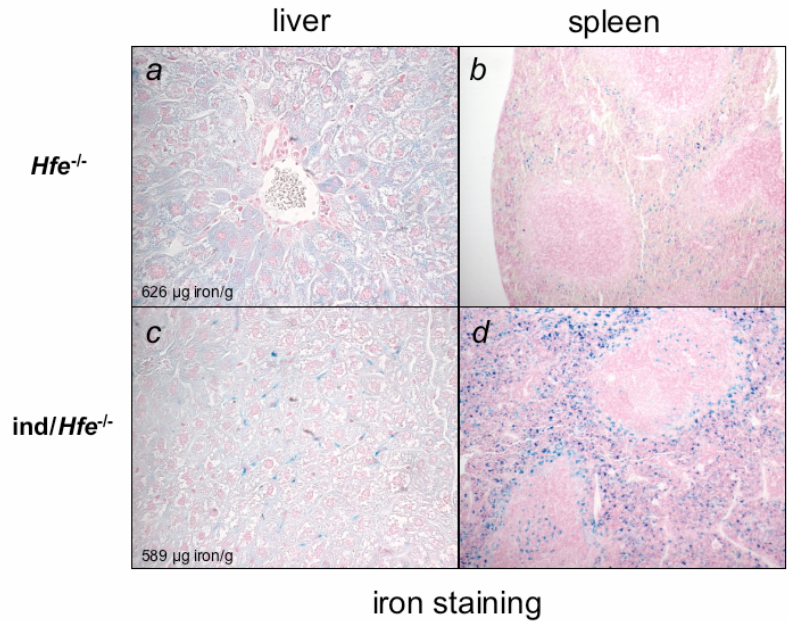 liver spleen
a b
Hfe-/-
626 µg iron/g
c d
ind/Hfe-/-
589 µg iron/g
iron staining